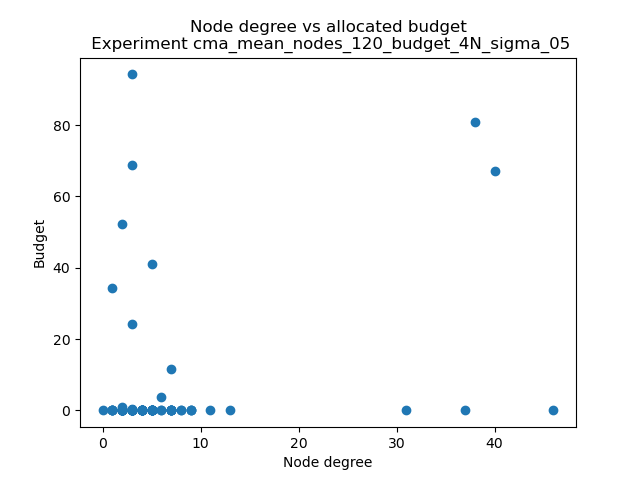 Node degree vs allocated budget
Experiment cma_mean_nodes_120_budget_4N_sigma_05
80
60
40
20
0
Budget
0 10 20 30 40
Node degree